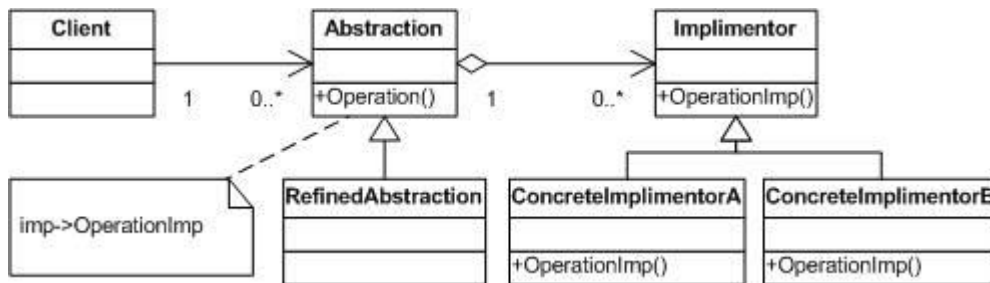 Client
Abstraction
Implimentor
1
0..*
+Operation()
1
0..*
+OperationImp()
imp->OperationImp
RefinedAbstraction
ConcreteImplimentorA
ConcreteImplimentorB
+OperationImp()
+OperationImp()